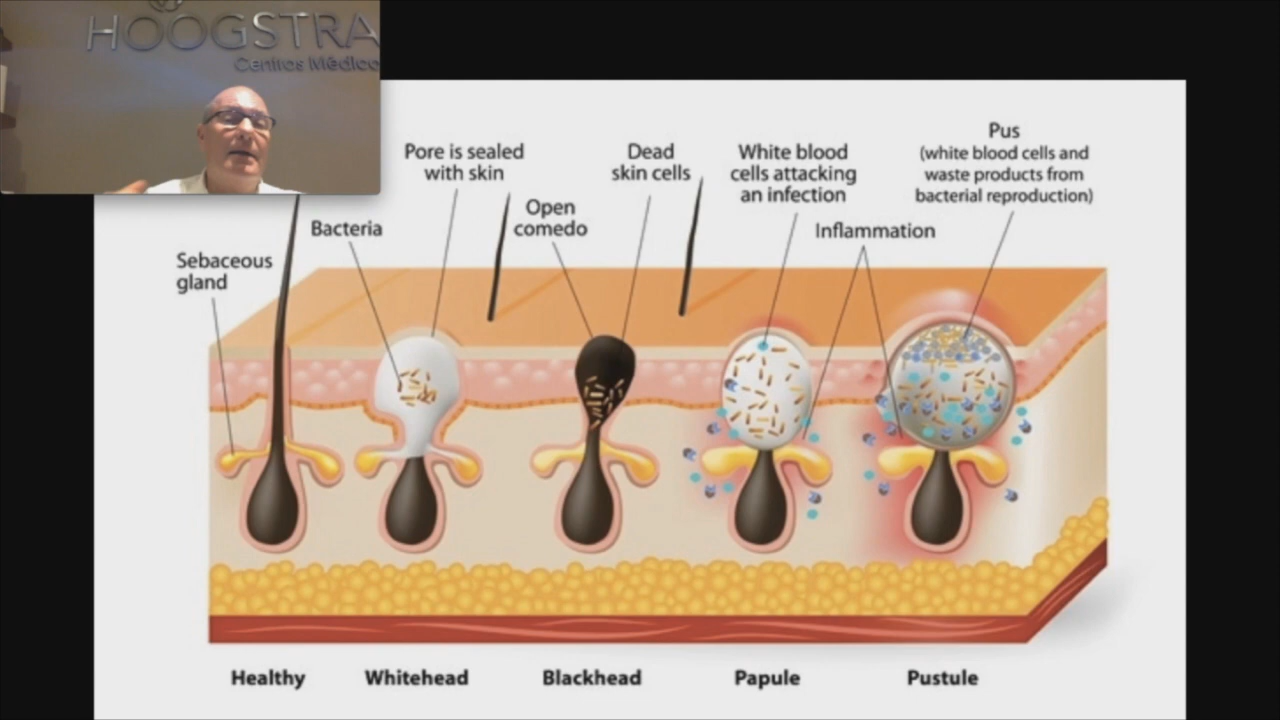 HOOGSTRA
Centros Médico
Pus
(white blood cells and
waste products from
bacterial reproduction)
Pore is sealed
with skin
Dead
skin cells
White blood
cells attacking
an infection
Open
comedo
Bacteria
Inflammation
Sebaceous
gland
Healthy
Whitehead
Blackhead
Papule
Pustule